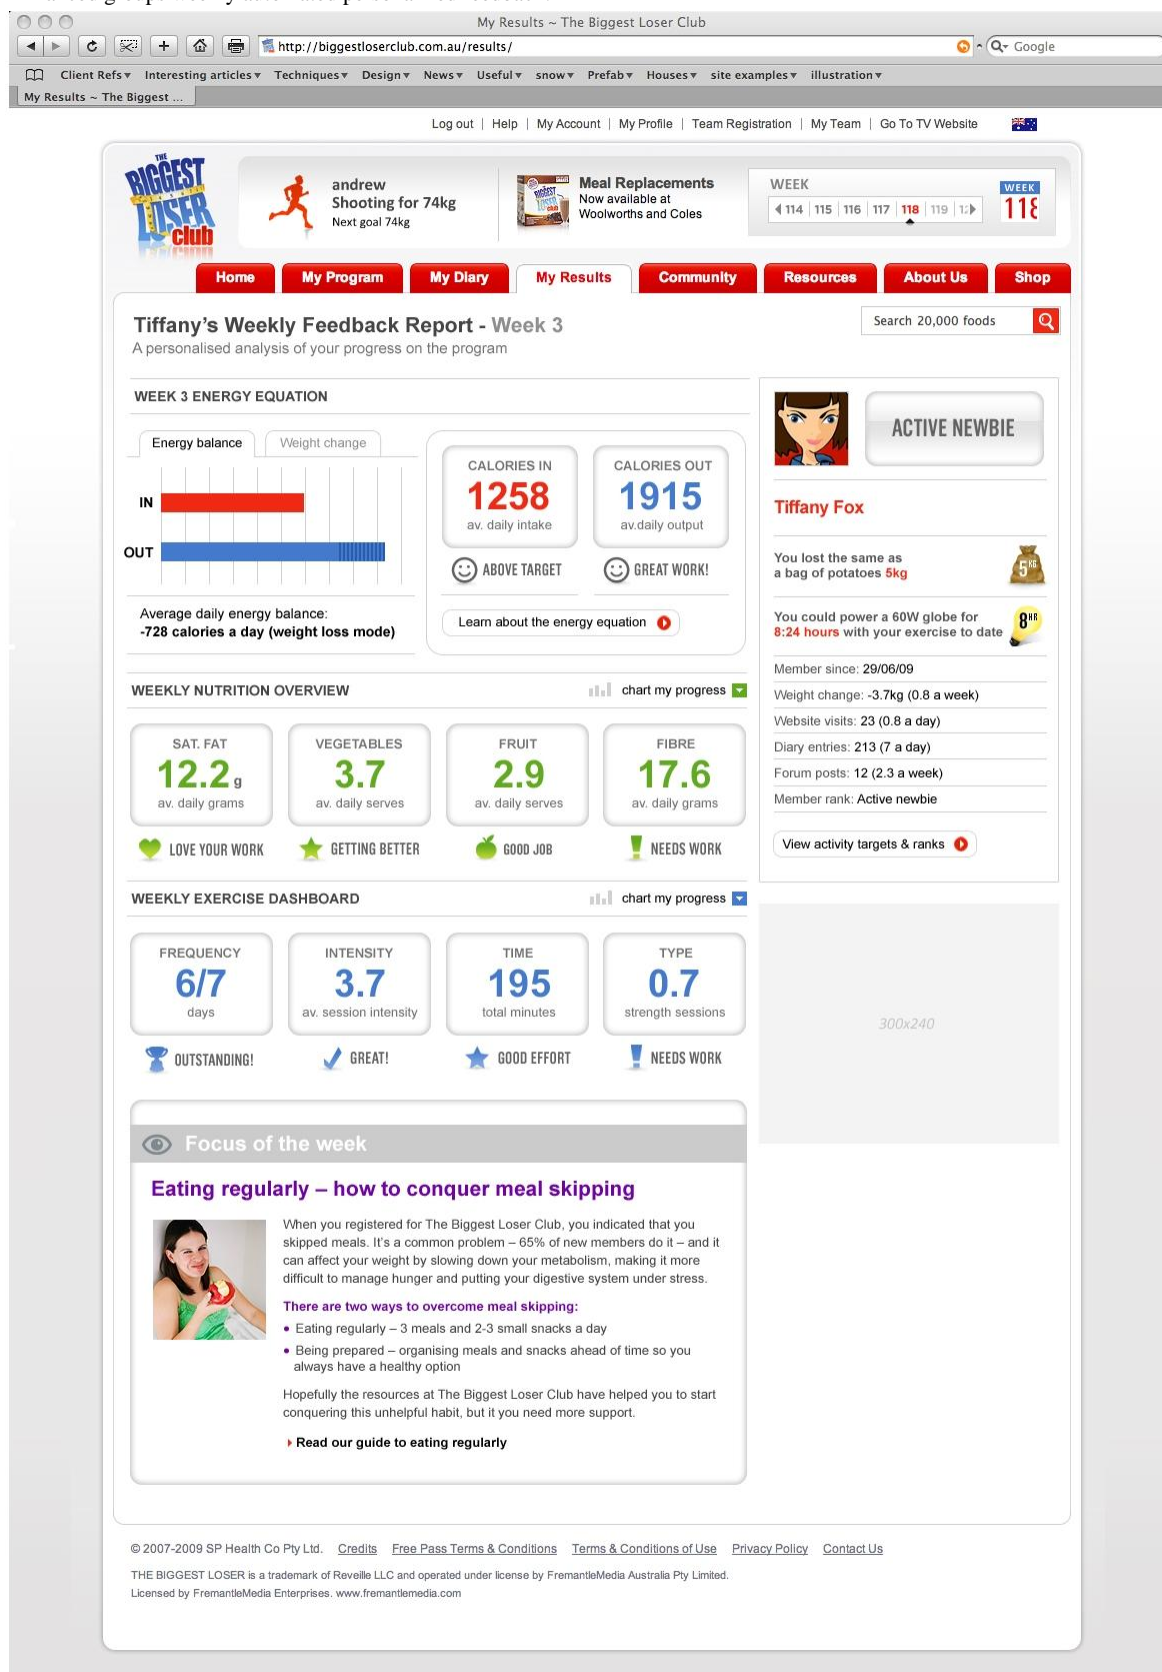 My Results ~ The Biggest Loser Club
http://biggestloserclub.com.au/results/
Google
Client Refs Interesting articles Techniques Design News Useful snow Prefab Houses site examples illustration
My Results ~ The Biggest ...
Log out | Help | My Account | My Profile | Team Registration | My Team | Go To TV Website
THE
BIGGEST
LOSER
club
andrew
Shooting for 74kg
Next goal 74kg
Meal Replacements
Now available at
Woolworths and Coles
WEEK
114 | 115 | 116 | 117 | 118 | 119 | 12
WEEK
118
Home My Program My Diary My Results Community Resources About Us Shop
Tiffany's Weekly Feedback Report - Week 3
A personalised analysis of your progress on the program
Search 20,000 foods
WEEK 3 ENERGY EQUATION
Energy balance Weight change
IN
OUT
Average daily energy balance:
-728 calories a day (weight loss mode)
CALORIES IN
1258
av. daily intake
ABOVE TARGET
CALORIES OUT
1915
av.daily output
GREAT WORK!
Learn about the energy equation
ACTIVE NEWBIE
Tiffany Fox
You lost the same as
a bag of potatoes 5kg
5KG
You could power a 60W globe for
8:24 hours with your exercise to date
8HR
Member since: 29/06/09
Weight change: -3.7kg (0.8 a week)
Website visits: 23 (0.8 a day)
Diary entries: 213 (7 a day)
Forum posts: 12 (2.3 a week)
Member rank: Active newbie
View activity targets & ranks
WEEKLY NUTRITION OVERVIEW
chart my progress
SAT. FAT
12.2 g
av. daily grams
LOVE YOUR WORK
VEGETABLES
3.7
av. daily serves
GETTING BETTER
FRUIT
2.9
av. daily serves
GOOD JOB
FIBRE
17.6
av. daily grams
NEEDS WORK
WEEKLY EXERCISE DASHBOARD
chart my progress
FREQUENCY
6/7
days
OUTSTANDING!
INTENSITY
3.7
av. session intensity
GREAT!
TIME
195
total minutes
GOOD EFFORT
TYPE
0.7
strength sessions
NEEDS WORK
300x240
Focus of the week
Eating regularly – how to conquer meal skipping
When you registered for The Biggest Loser Club, you indicated that you
skipped meals. It's a common problem – 65% of new members do it – and it
can affect your weight by slowing down your metabolism, making it more
difficult to manage hunger and putting your digestive system under stress.
There are two ways to overcome meal skipping:
• Eating regularly – 3 meals and 2-3 small snacks a day
• Being prepared – organising meals and snacks ahead of time so you
always have a healthy option
Hopefully the resources at The Biggest Loser Club have helped you to start
conquering this unhelpful habit, but it you need more support.
Read our guide to eating regularly
© 2007-2009 SP Health Co Pty Ltd. Credits Free Pass Terms & Conditions Terms & Conditions of Use Privacy Policy Contact Us
THE BIGGEST LOSER is a trademark of Reveille LLC and operated under license by FremantleMedia Australia Pty Limited.
Licensed by FremantleMedia Enterprises. www.fremantlemedia.com